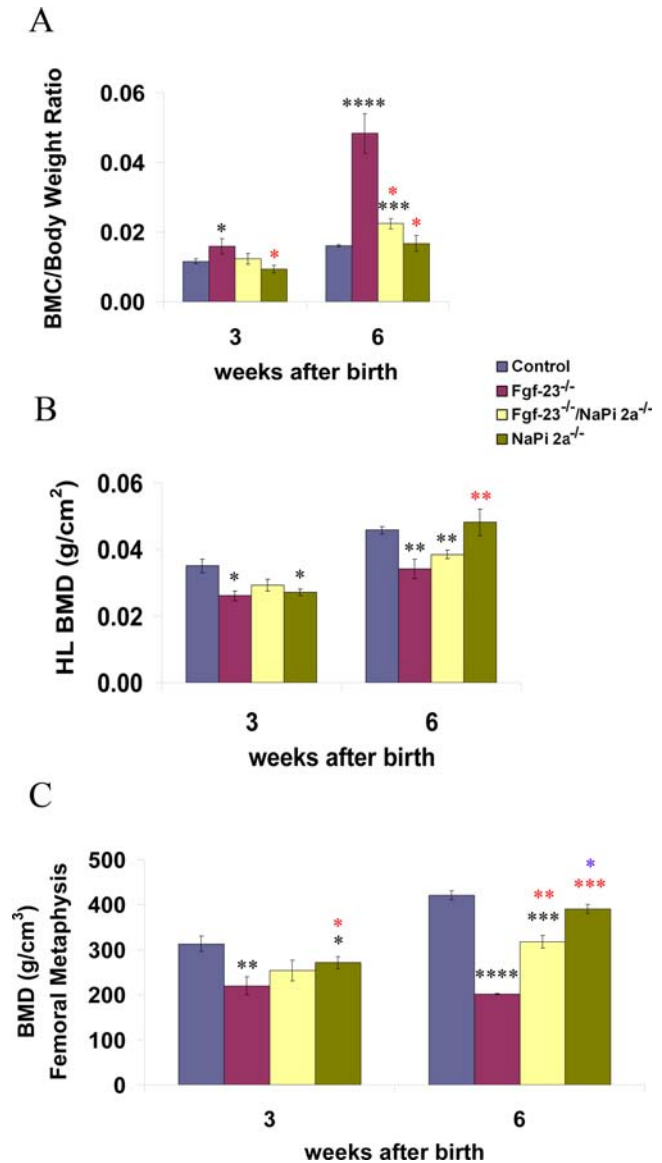 A
BMC/Body Weight Ratio
0.06
0.04
0.02
0.00
****
*
***
*
*
*
3
6
weeks after birth
Control
Fgf-23-/-
Fgf-23-/-/NaPi 2a-/-
NaPi 2a-/-
B
HL BMD (g/cm2)
0.06
0.04
0.02
0.00
**
** **
* *
3
6
weeks after birth
C
BMD (g/cm3)
Femoral Metaphysis
500
400
300
200
100
0
*
** ***
*
** *
***
****
3
6
weeks after birth